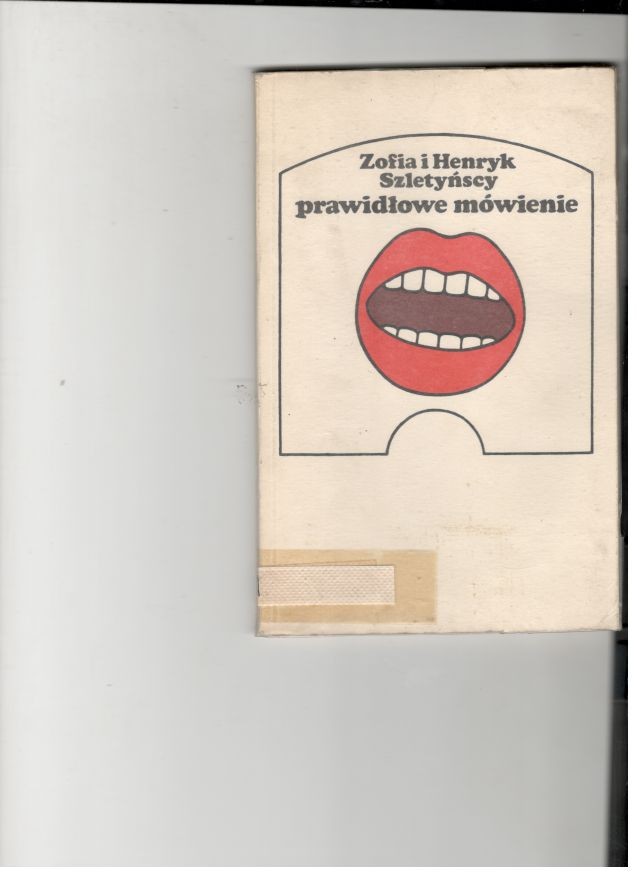 Zofia i Henryk
Szletyńscy
prawidłowe mówienie